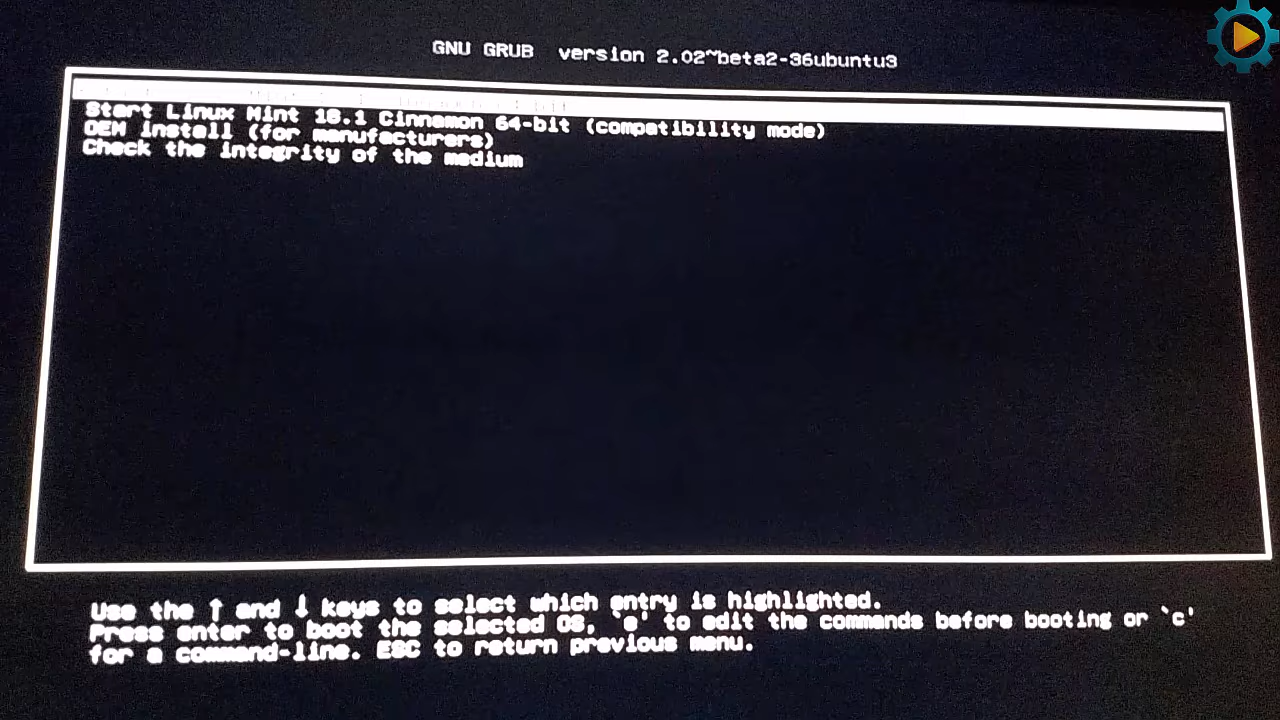 GNU GRUB version 2.02~beta2-36ubuntu3
Start Linux Mint 18.1 Cinnamon 64-bit (compatibility mode)
OEM install (for manufacturers)
Check the integrity of the medium
Use the ↑ and ↓ keys to select which entry is highlighted.
Press enter to boot the selected OS, `e' to edit the commands before booting or `c'
for a command-line. ESC to return previous menu.